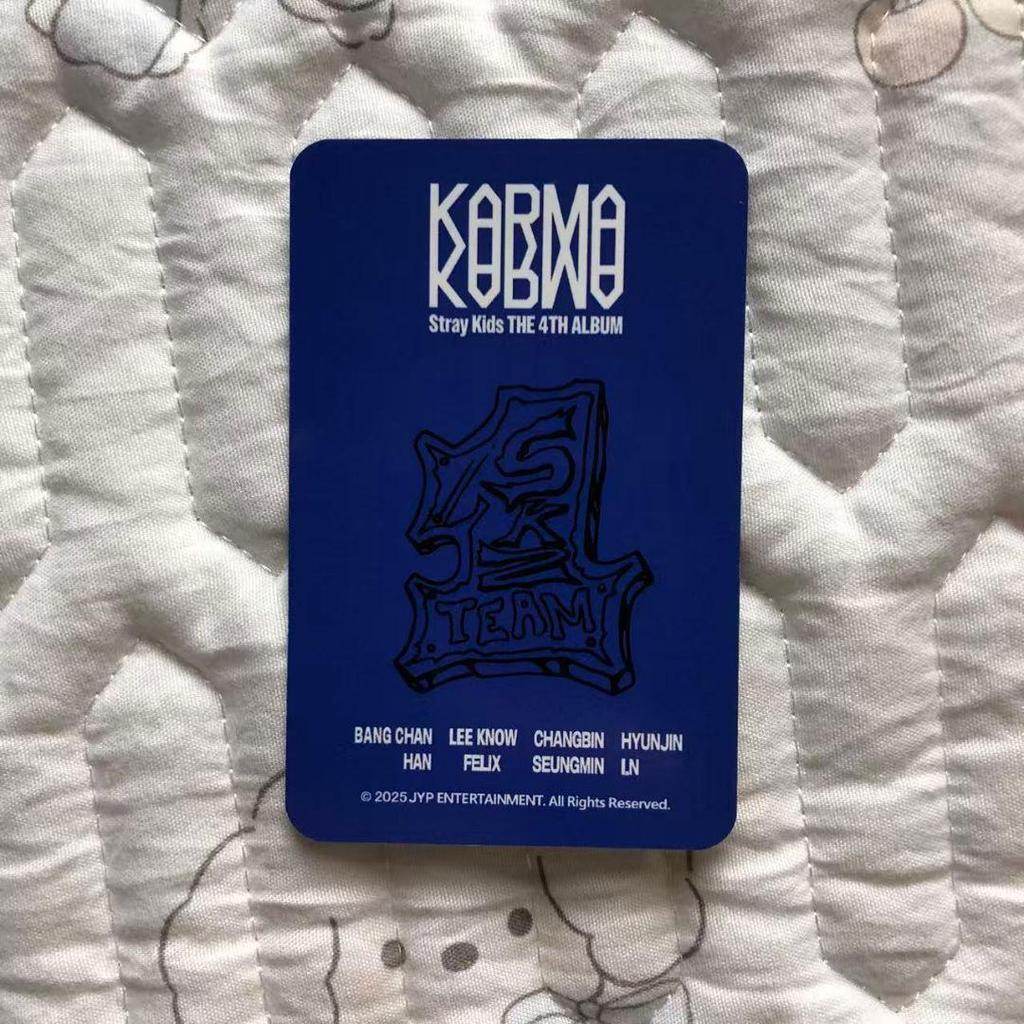 KARMA
Stray Kids THE 4TH ALBUM
SK
TEAM
BANG CHAN LEE KNOW CHANGBIN HYUNJIN
HAN FELIX SEUNGMIN I.N
© 2025 JYP ENTERTAINMENT. All Rights Reserved.